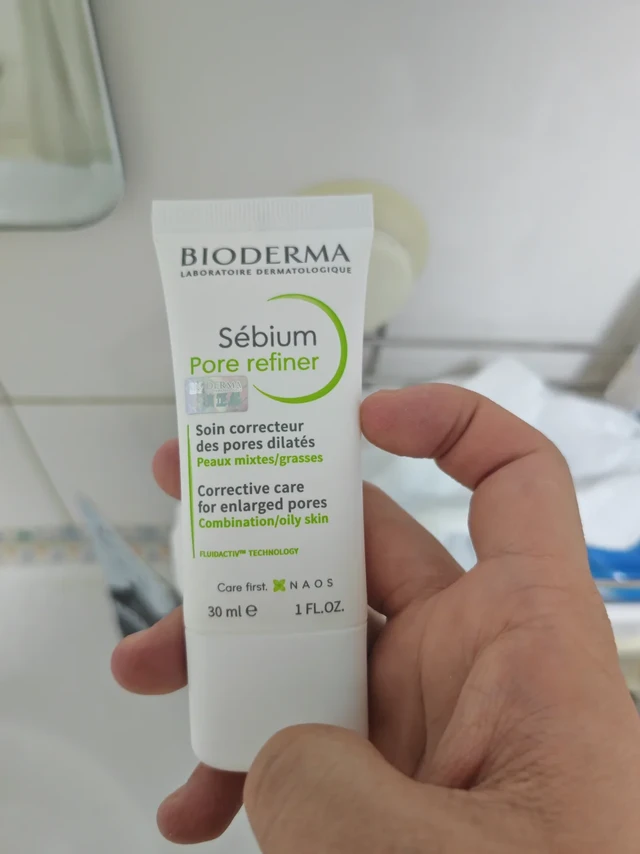 BIODERMA
LABORATOIRE DERMATOLOGIQUE
Sébium
Pore refiner
Soin correcteur
des pores dilatés
Peaux mixtes/grasses
Corrective care
for enlarged pores
Combination/oily skin
FLUIDACTIV™ TECHNOLOGY
Care first. NAOS
30 ml e 1 FL.OZ.